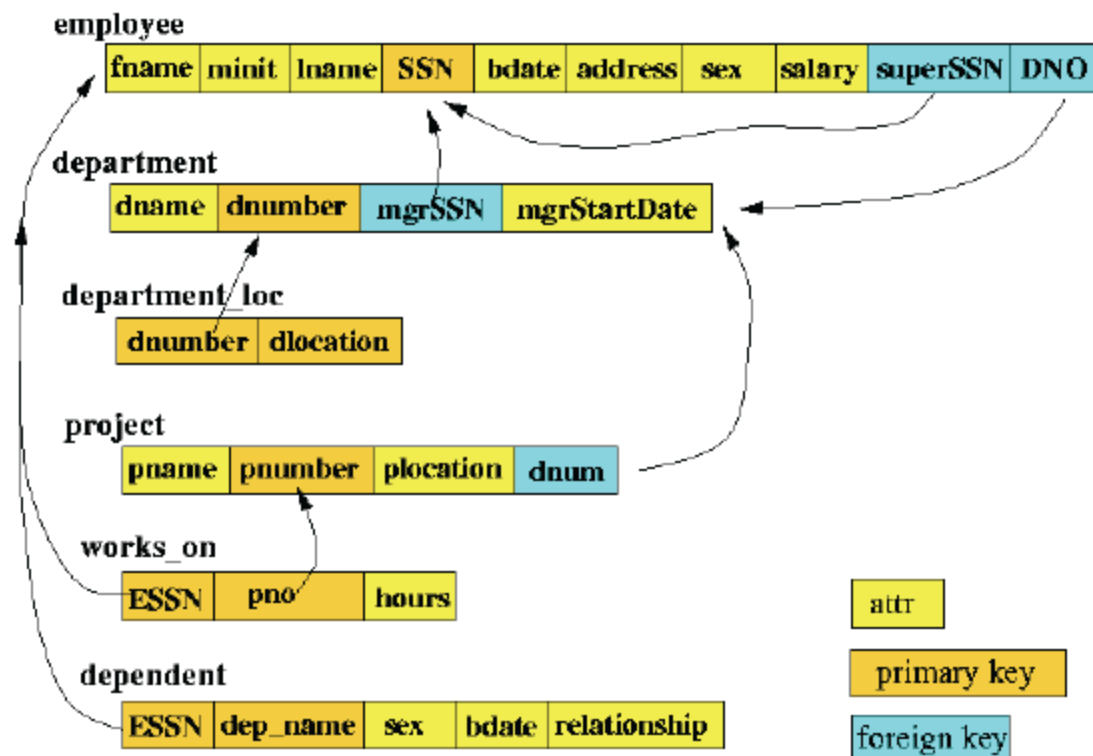 employee
fname minit lname SSN bdate address sex salary superSSN DNO
department
dname dnumber mgrSSN mgrStartDate
department_loc
dnumber dlocation
project
pname pnumber plocation dnum
works_on
ESSN pno hours
attr
dependent
primary key
ESSN dep_name sex bdate relationship
foreign key